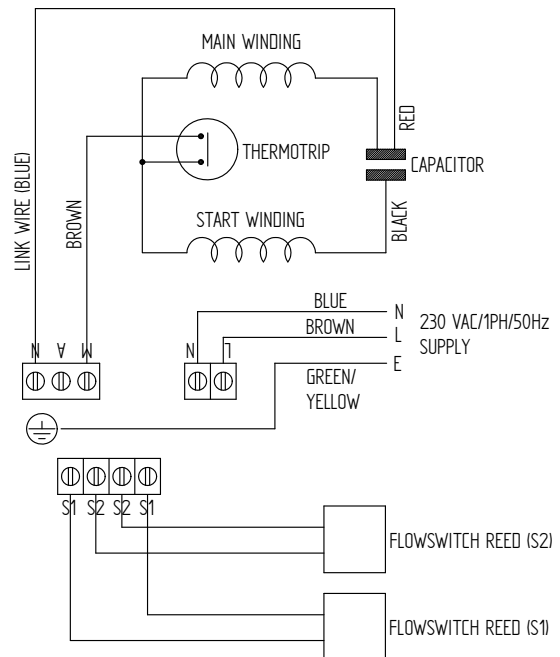 MAIN WINDING
RED
THERMOTRIP
CAPACITOR
LINK WIRE (BLUE)
BROWN
START WINDING
BLACK
BLUE
N
BROWN
L
230 VAC/1PH/50Hz
SUPPLY
E
N A M
N L
GREEN/
YELLOW
S1 S2 S2 S1
FLOWSWITCH REED (S2)
FLOWSWITCH REED (S1)